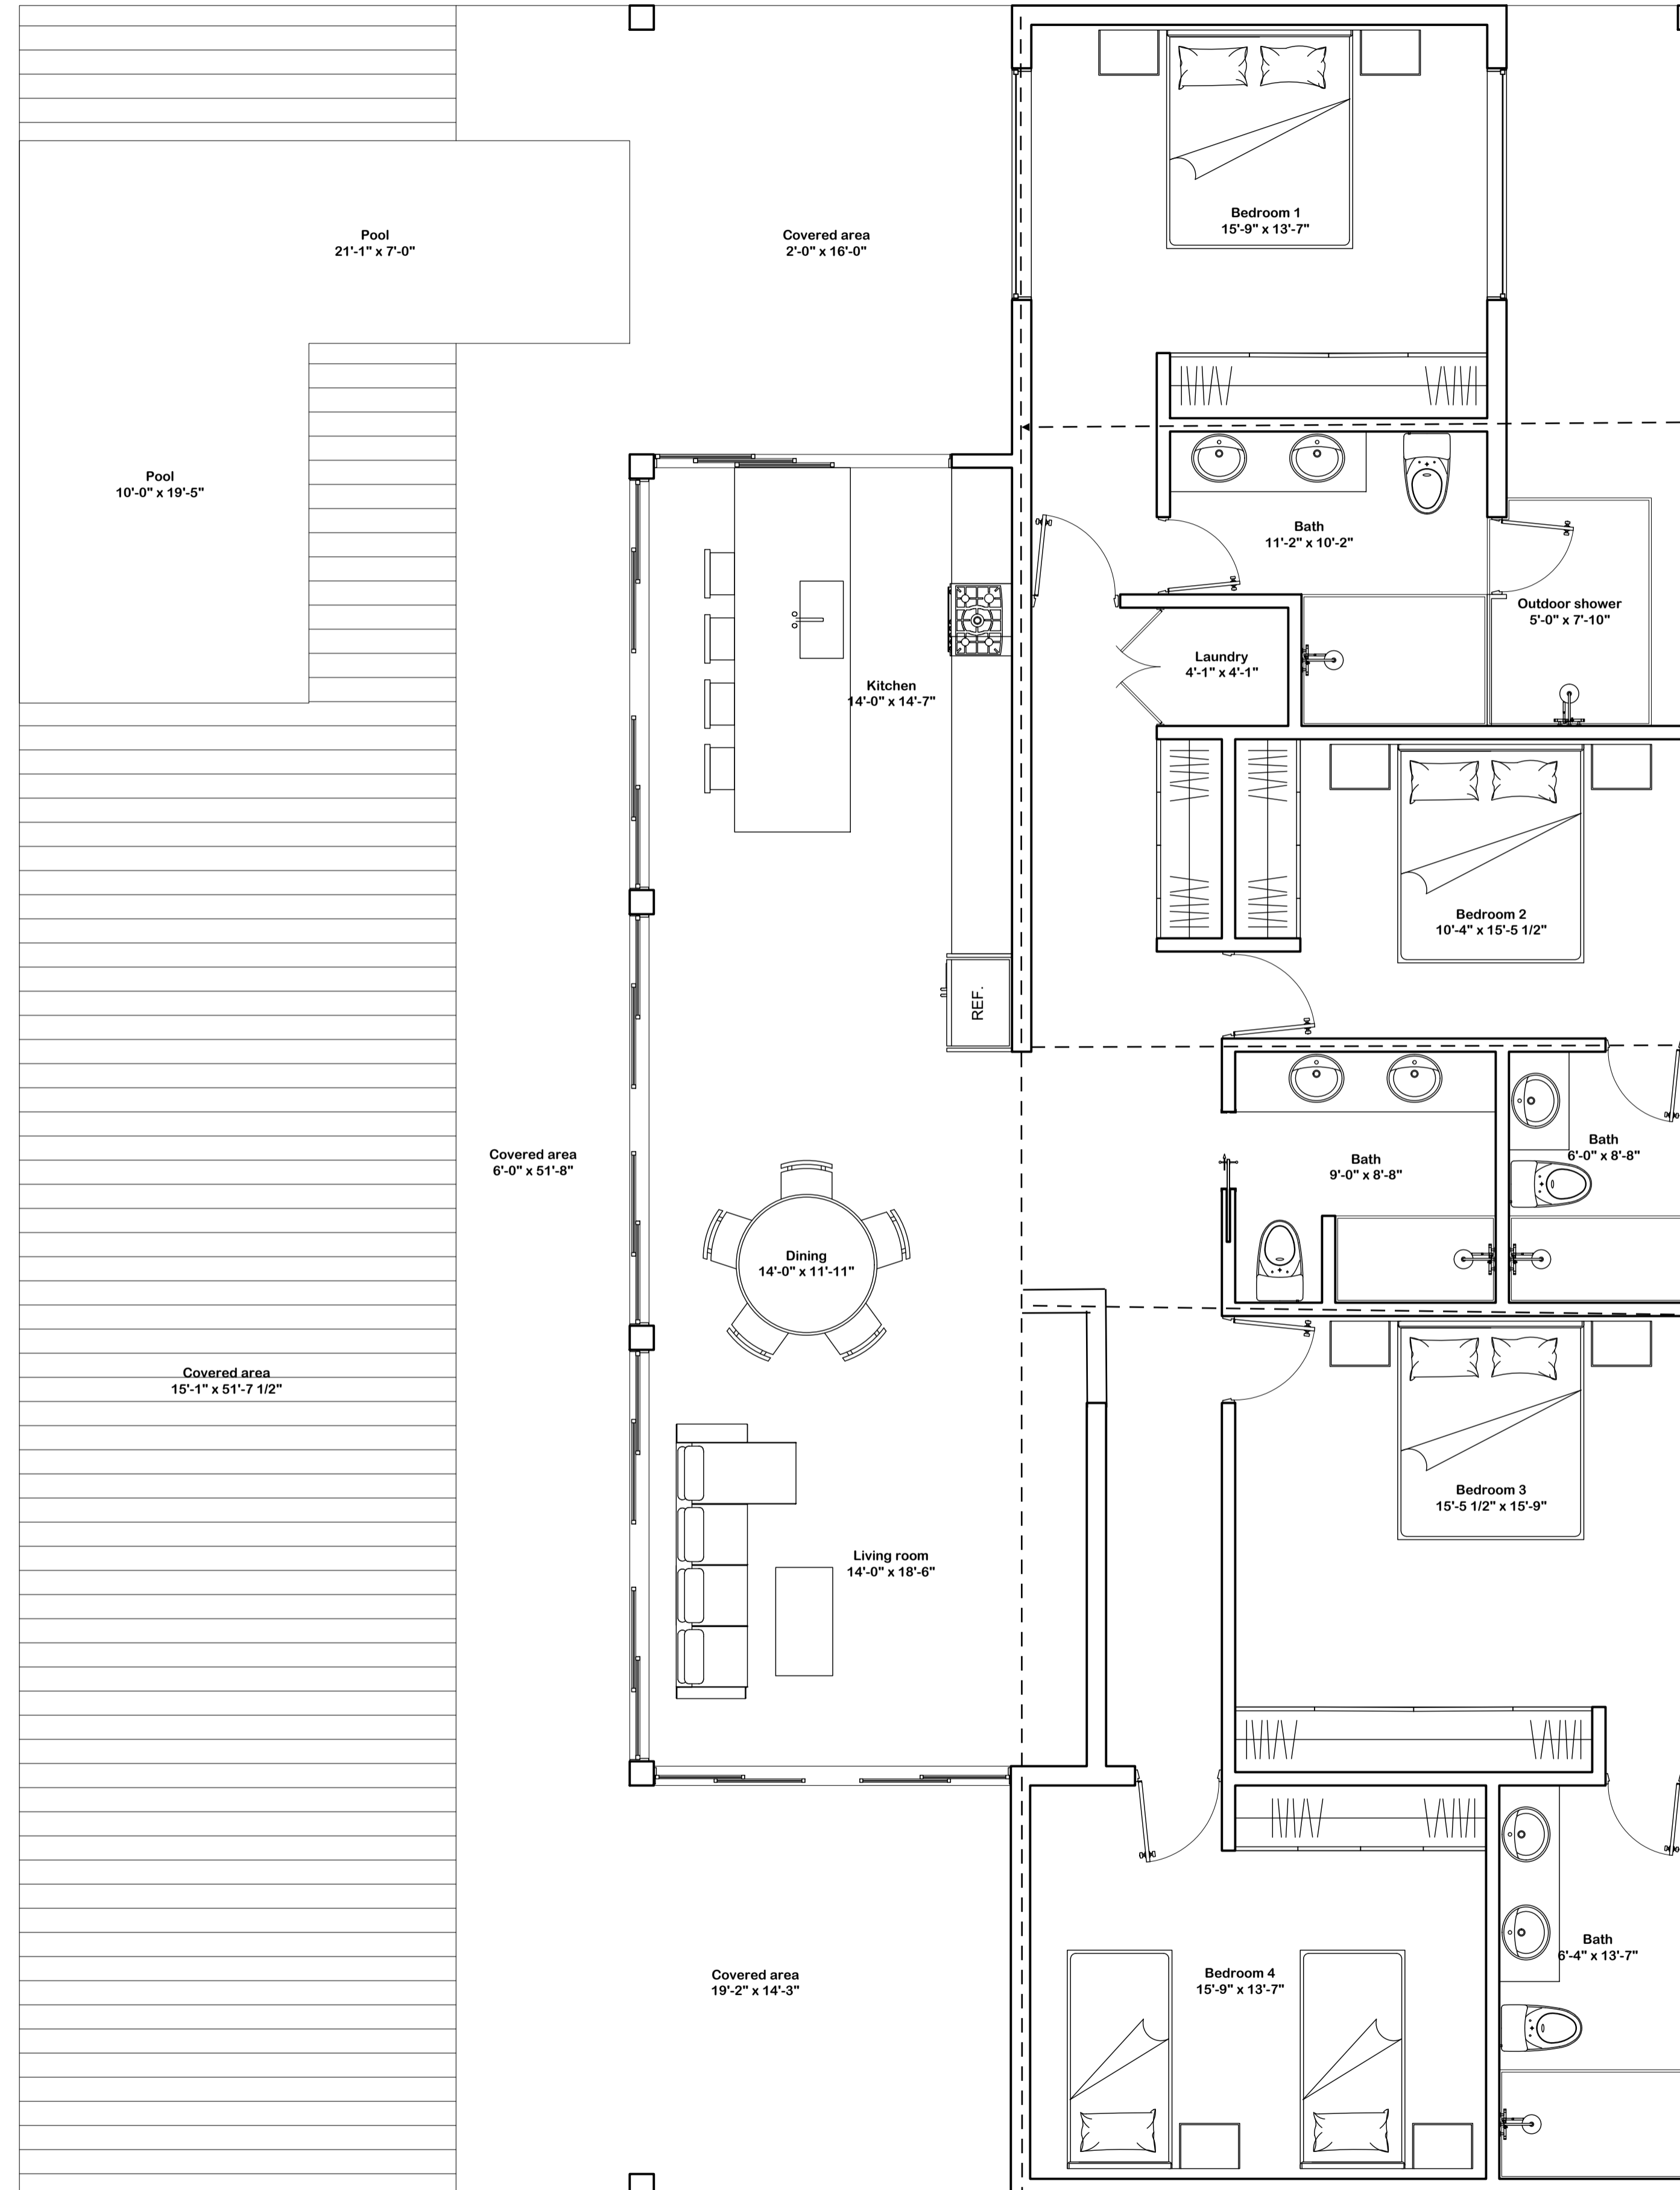 Bedroom 1
15'-9" x 13'-7"
Pool
21'-1" x 7'-0"
Covered area
2'-0" x 16'-0"
Pool
10'-0" x 19'-5"
Bath
11'-2" x 10'-2"
Outdoor shower
5'-0" x 7'-10"
Laundry
4'-1" x 4'-1"
Kitchen
14'-0" x 14'-7"
Bedroom 2
10'-4" x 15'-5 1/2"
REF.
Covered area
6'-0" x 51'-8"
Bath
9'-0" x 8'-8"
Bath
6'-0" x 8'-8"
Dining
14'-0" x 11'-11"
Covered area
15'-1" x 51'-7 1/2"
Bedroom 3
15'-5 1/2" x 15'-9"
Living room
14'-0" x 18'-6"
Bath
6'-4" x 13'-7"
Covered area
19'-2" x 14'-3"
Bedroom 4
15'-9" x 13'-7"